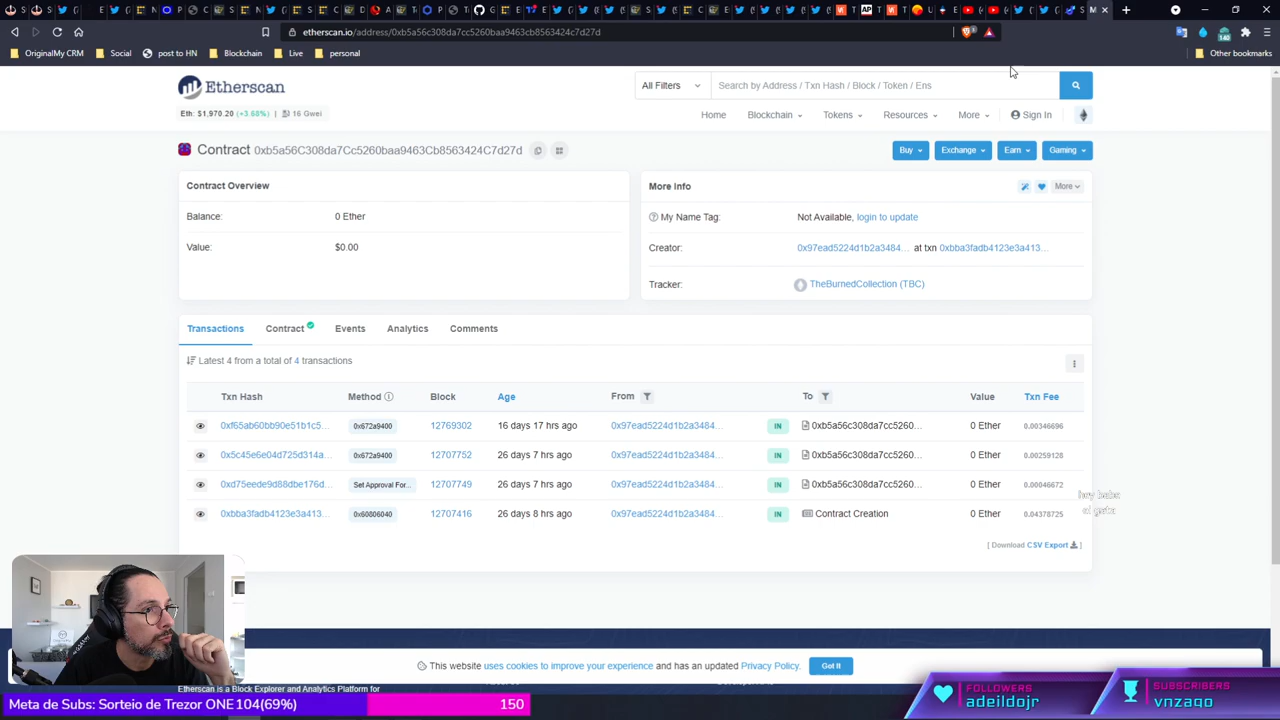 etherscan.io/address/0xb5a56c308da7cc5260baa9463cb8563424c7d27d
OriginalMy CRM
Social
post to HN
Blockchain
Live
personal
Other bookmarks
Etherscan
All Filters
Search by Address / Txn Hash / Block / Token / Ens
Eth: $1,970.20 (+3.68%) | 16 Gwei
Home
Blockchain
Tokens
Resources
More
Sign In
Contract 0xb5a56C308da7Cc5260baa9463Cb8563424C7d27d
Buy
Exchange
Earn
Gaming
Contract Overview
Balance: 0 Ether
Value: $0.00
More Info
More
My Name Tag: Not Available, login to update
Creator: 0x97ead5224d1b2a3484... at txn 0xbba3fadb4123e3a413...
Tracker: TheBurnedCollection (TBC)
Transactions
Contract
Events
Analytics
Comments
Latest 4 from a total of 4 transactions
Txn Hash Method Block Age From To Value Txn Fee
0xf65ab60bb90e51b1c5... 0x672a9400 12769302 16 days 17 hrs ago 0x97ead5224d1b2a3484... IN 0xb5a56c308da7cc5260... 0 Ether 0.00346696
0x5c45e6e04d725d314a... 0x672a9400 12707752 26 days 7 hrs ago 0x97ead5224d1b2a3484... IN 0xb5a56c308da7cc5260... 0 Ether 0.00259128
0xd75eede9d88dbe176d... Set Approval For... 12707749 26 days 7 hrs ago 0x97ead5224d1b2a3484... IN 0xb5a56c308da7cc5260... 0 Ether 0.00046672
0xbba3fadb4123e3a413... 0x60806040 12707416 26 days 8 hrs ago 0x97ead5224d1b2a3484... IN Contract Creation 0 Ether 0.04378725
[ Download CSV Export ]
This website uses cookies to improve your experience and has an updated Privacy Policy.
Got It
Etherscan is a Block Explorer and Analytics Platform for
Meta de Subs: Sorteio de Trezor ONE 104(69%) 150
FOLLOWERS
adeildojr
SUBSCRIBERS
vnzago